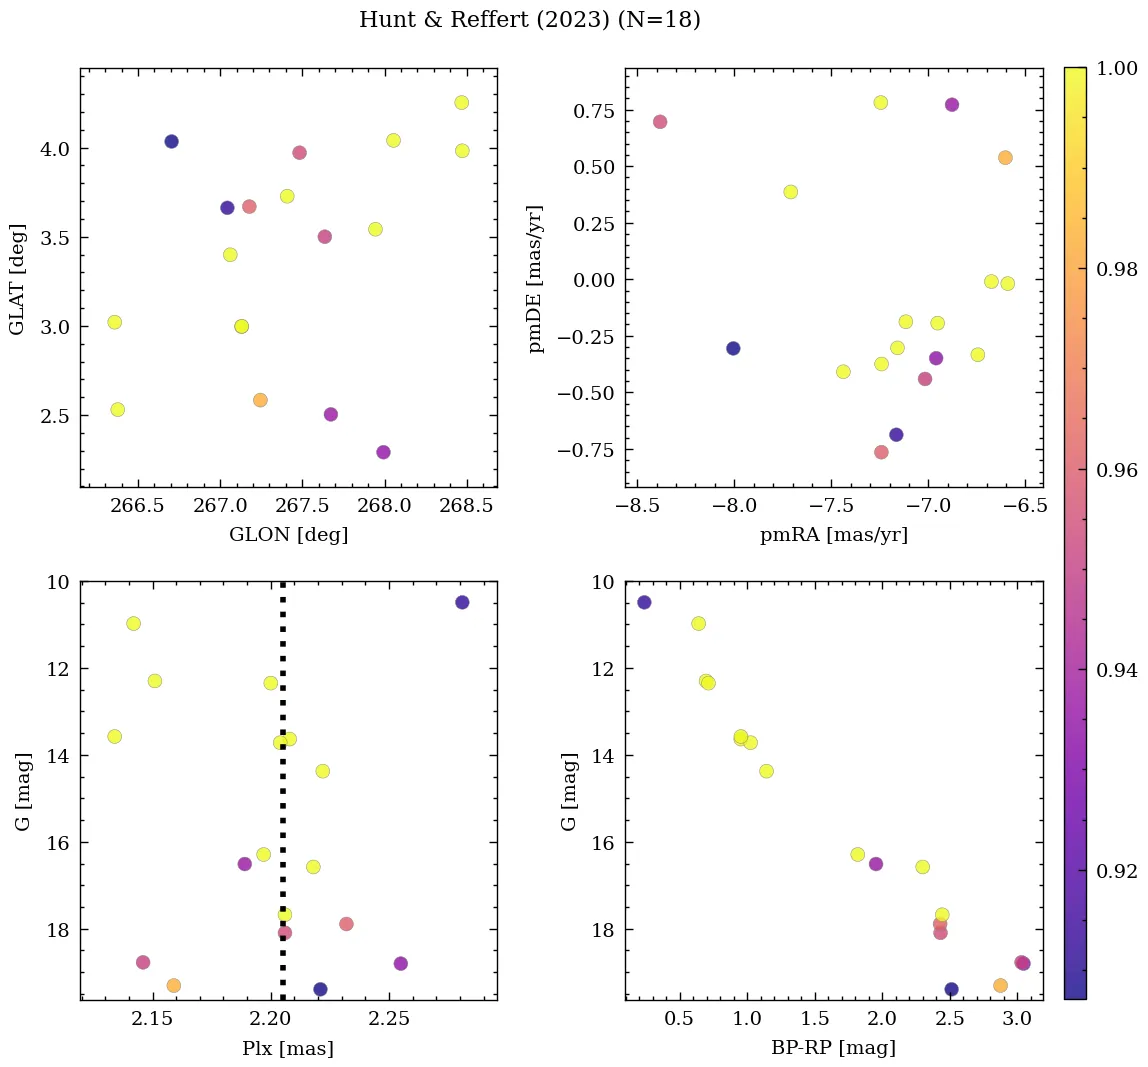 Hunt & Reffert (2023) (N=18)
4.0
3.5
3.0
2.5
GLAT [deg]
266.5 267.0 267.5 268.0 268.5
GLON [deg]
0.75
0.50
0.25
0.00
−0.25
−0.50
−0.75
pmDE [mas/yr]
−8.5 −8.0 −7.5 −7.0 −6.5
pmRA [mas/yr]
10
12
14
16
18
G [mag]
2.15 2.20 2.25
Plx [mas]
10
12
14
16
18
G [mag]
0.5 1.0 1.5 2.0 2.5 3.0
BP-RP [mag]
1.00
0.98
0.96
0.94
0.92